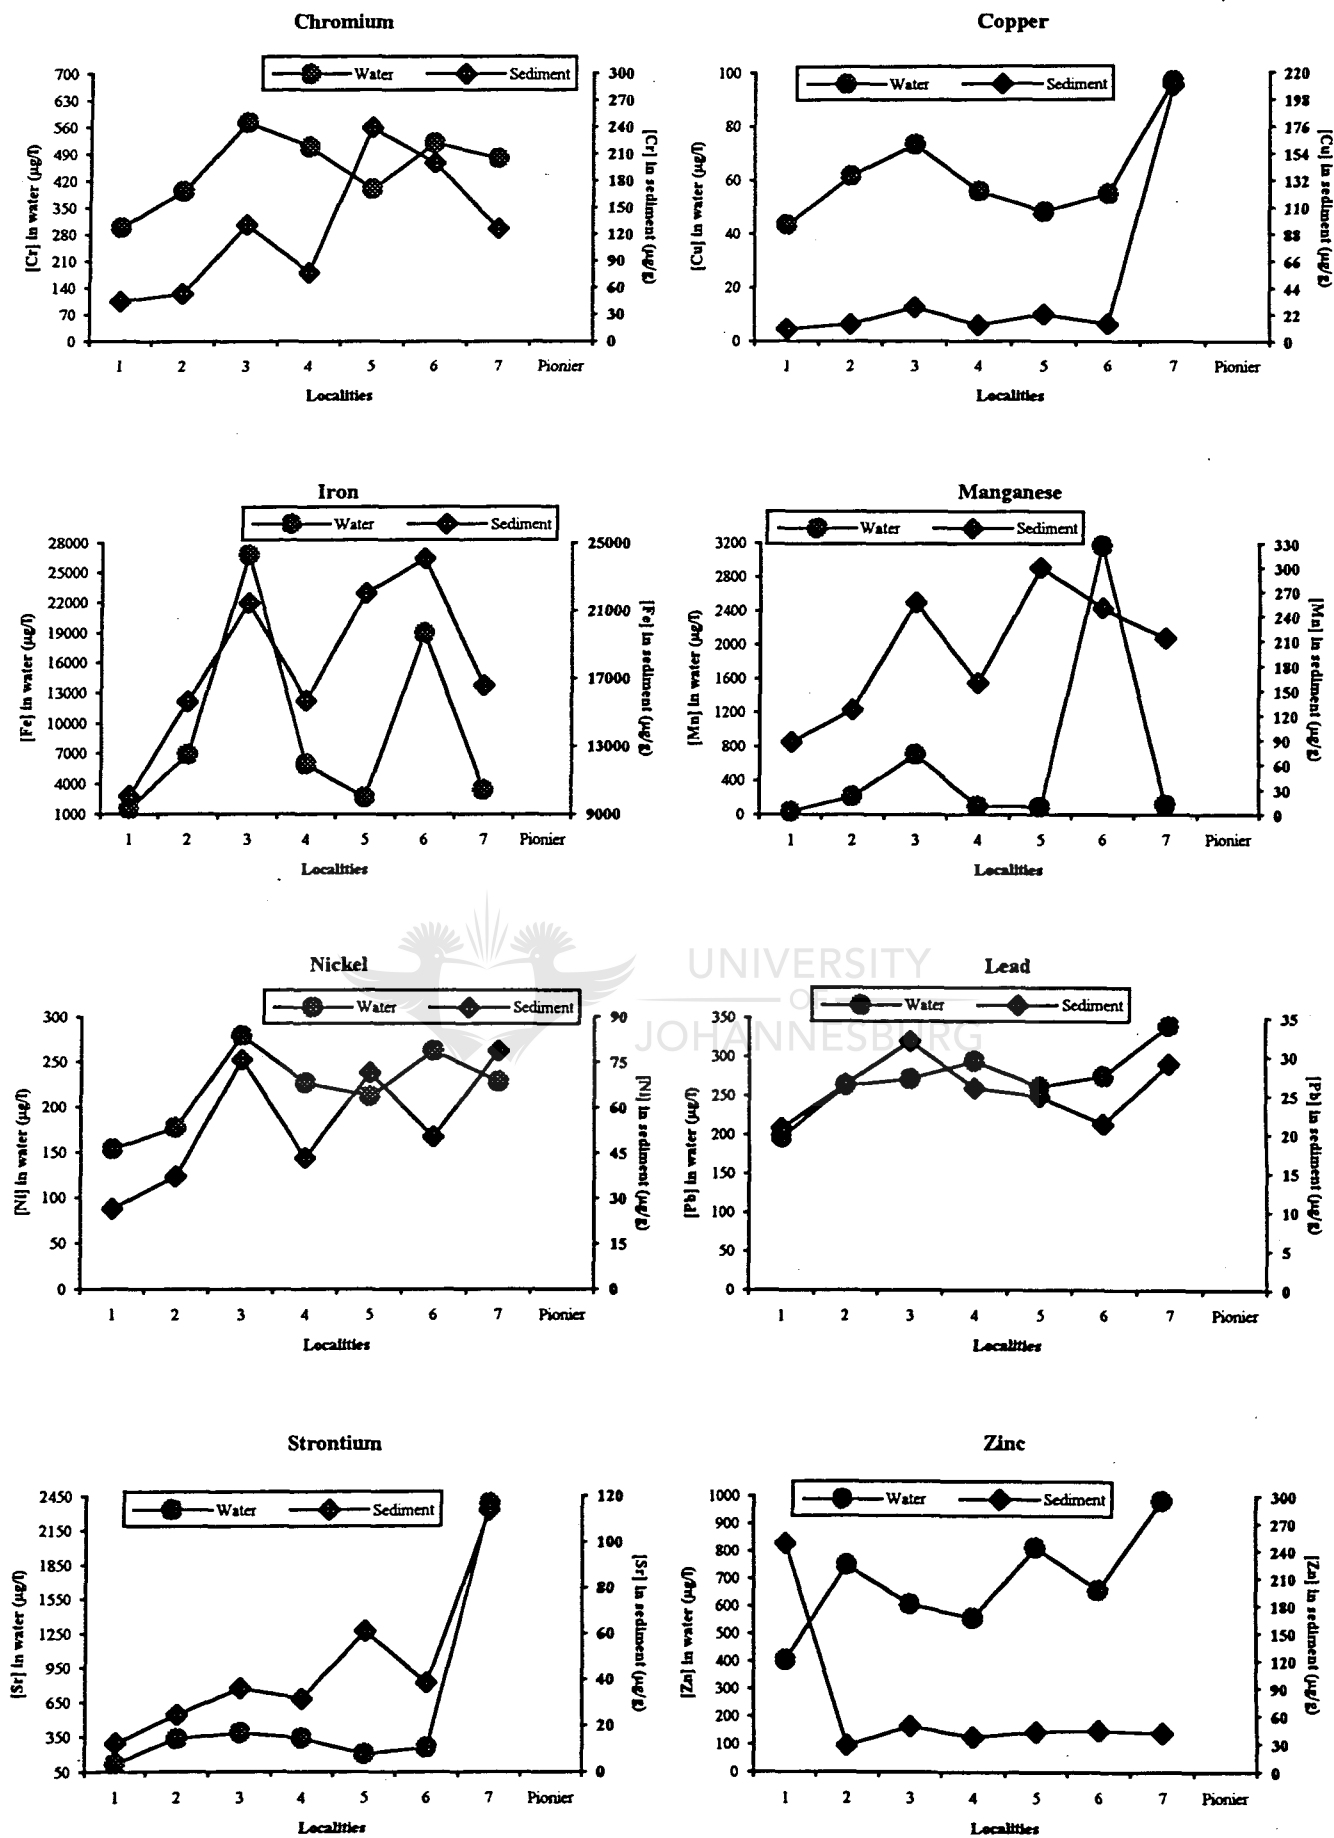 Chromium
Water
Sediment
700
630
560
490
420
350
280
210
140
70
0
[Cr] in water (µg/l)
300
270
240
210
180
150
120
90
60
30
0
[Cr] in sediment (µg/g)
1 2 3 4 5 6 7 Pionier
Localities
Copper
Water
Sediment
100
80
60
40
20
0
[Cu] in water (µg/l)
220
198
176
154
132
110
88
66
44
22
0
[Cu] in sediment (µg/g)
1 2 3 4 5 6 7 Pionier
Localities
Iron
Water
Sediment
28000
25000
22000
19000
16000
13000
10000
7000
4000
1000
[Fe] in water (µg/l)
25000
21000
17000
13000
9000
[Fe] in sediment (µg/g)
1 2 3 4 5 6 7 Pionier
Localities
Manganese
Water
Sediment
3200
2800
2400
2000
1600
1200
800
400
0
[Mn] in water (µg/l)
330
300
270
240
210
180
150
120
90
60
30
0
[Mn] in sediment (µg/g)
1 2 3 4 5 6 7 Pionier
Localities
UNIVERSITY
OF
JOHANNESBURG
Nickel
Water
Sediment
300
250
200
150
100
50
0
[Ni] in water (µg/l)
90
75
60
45
30
15
0
[Ni] in sediment (µg/g)
1 2 3 4 5 6 7 Pionier
Localities
Lead
Water
Sediment
350
300
250
200
150
100
50
0
[Pb] in water (µg/l)
35
30
25
20
15
10
5
0
[Pb] in sediment (µg/g)
1 2 3 4 5 6 7 Pionier
Localities
Strontium
Water
Sediment
2450
2150
1850
1550
1250
950
650
350
50
[Sr] in water (µg/l)
120
100
80
60
40
20
0
[Sr] in sediment (µg/g)
1 2 3 4 5 6 7 Pionier
Localities
Zinc
Water
Sediment
1000
900
800
700
600
500
400
300
200
100
0
[Zn] in water (µg/l)
300
270
240
210
180
150
120
90
60
30
0
[Zn] in sediment (µg/g)
1 2 3 4 5 6 7 Pionier
Localities